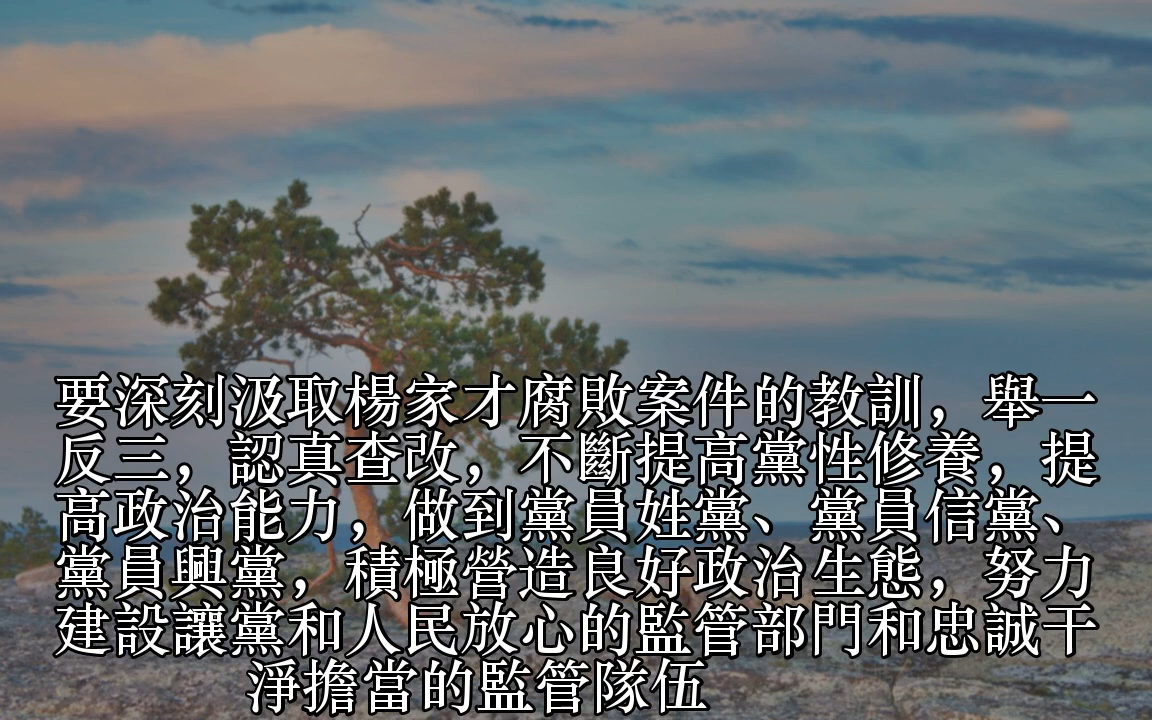 要深刻汲取楊家才腐敗案件的教訓，舉一
反三，認真查改，不斷提高黨性修養，提
高政治能力，做到黨員姓黨、黨員信黨、
黨員興黨，積極營造良好政治生態，努力
建設讓黨和人民放心的監管部門和忠誠干
淨擔當的監管隊伍